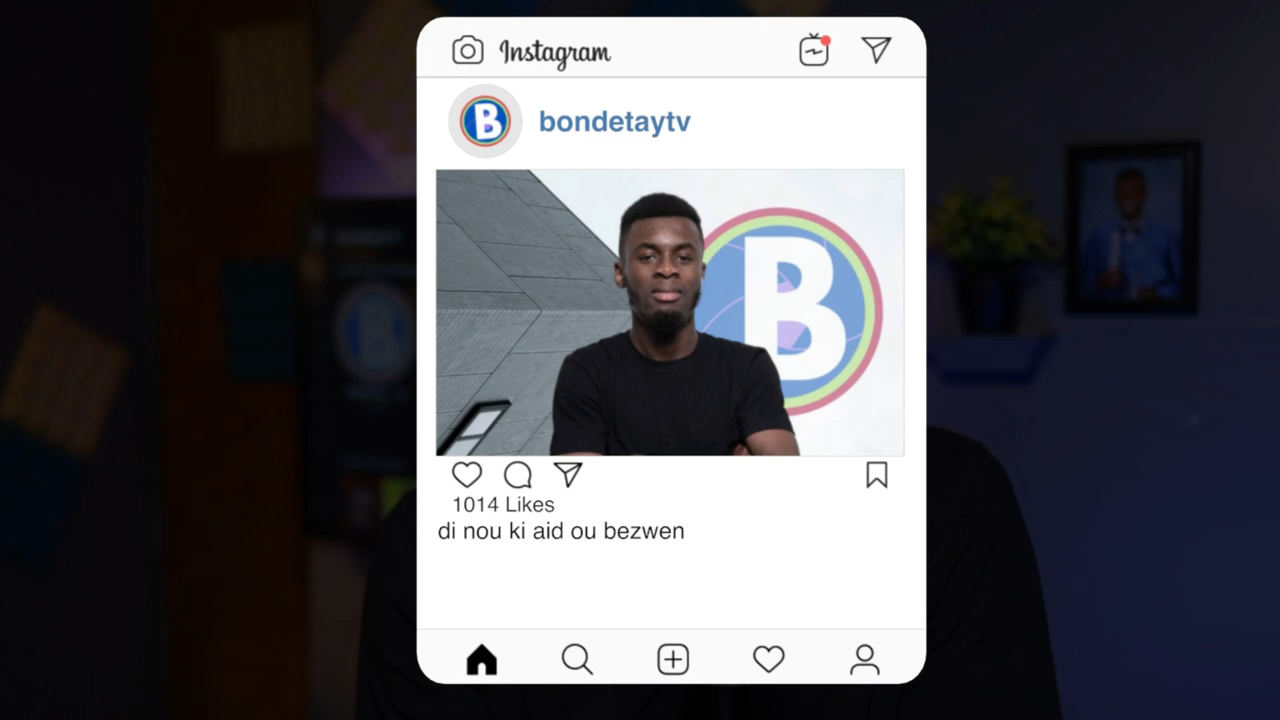 Instagram
B
bondetaytv
B
1014 Likes
di nou ki aid ou bezwen